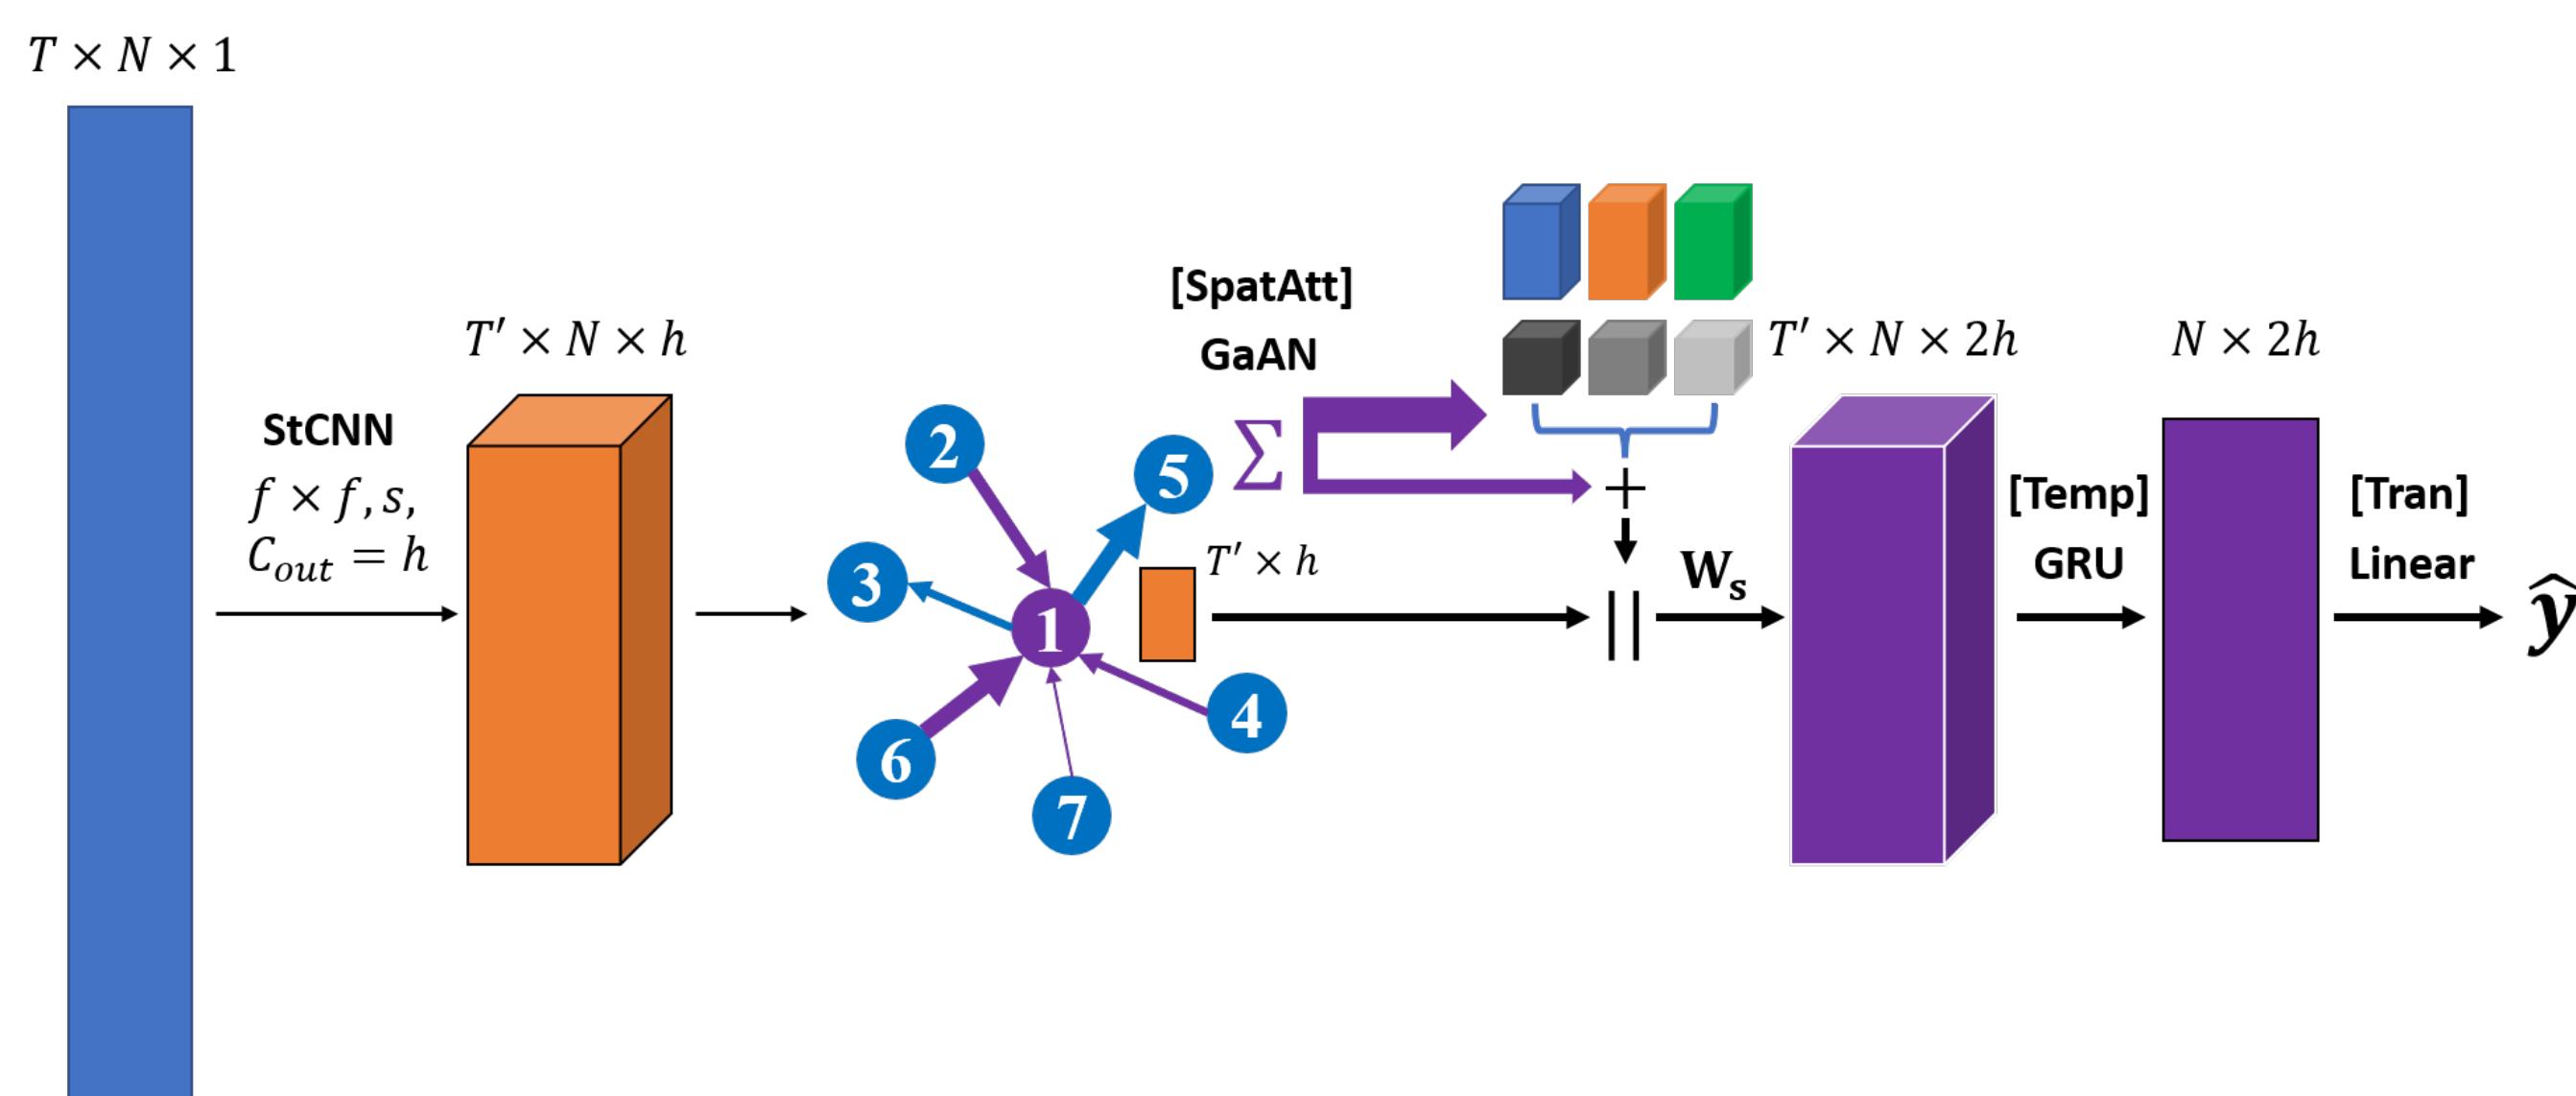 T × N × 1
StCNN
f × f, s,
C_out = h
T′ × N × h
2
5
3
1
4
6
7
[SpatAtt]
GaAN
Σ
T′ × h
+
||
W_s
T′ × N × 2h
[Temp]
GRU
N × 2h
[Tran]
Linear
ŷ